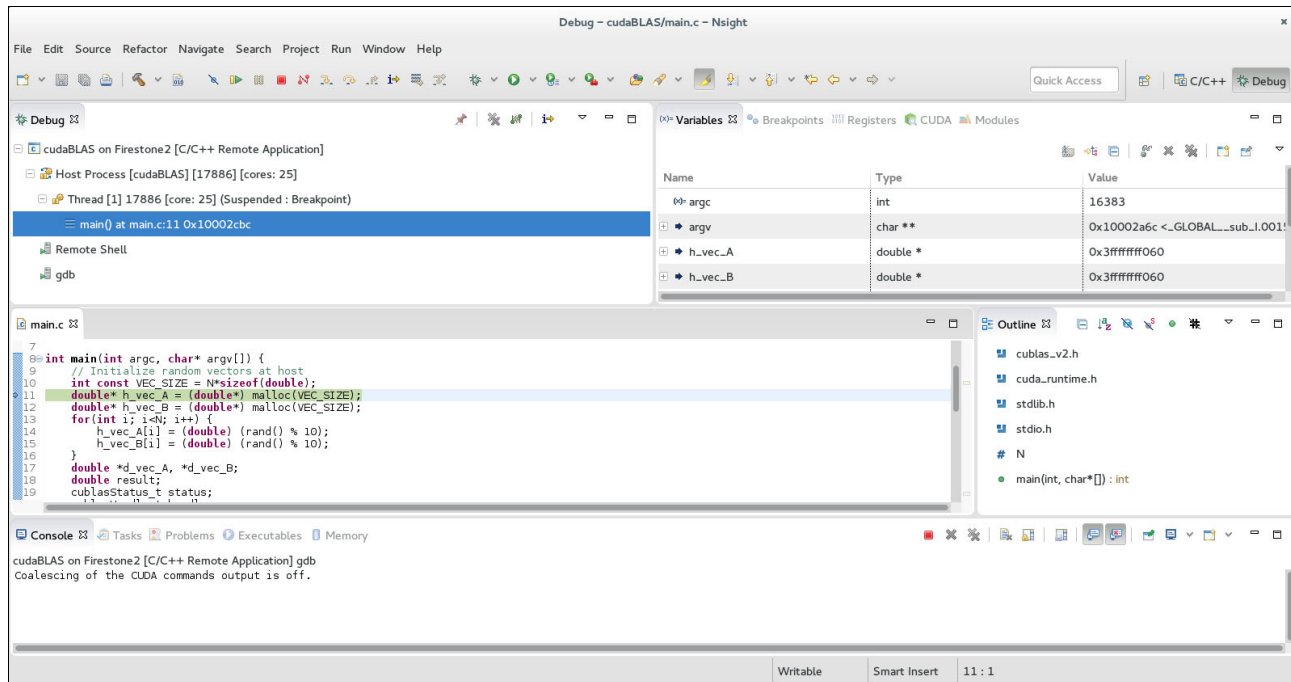 Debug – cudaBLAS/main.c – Nsight
File Edit Source Refactor Navigate Search Project Run Window Help
Quick Access C/C++ Debug
Debug
cudaBLAS on Firestone2 [C/C++ Remote Application]
Host Process [cudaBLAS] [17886] [cores: 25]
Thread [1] 17886 [core: 25] (Suspended : Breakpoint)
main() at main.c:11 0x10002cbc
Remote Shell
gdb
Variables Breakpoints Registers CUDA Modules
Name Type Value
argc int 16383
argv char ** 0x10002a6c <_GLOBAL__sub_I.001
h_vec_A double * 0x3ffffffff060
h_vec_B double * 0x3ffffffff060
main.c
7
8 int main(int argc, char* argv[]) {
9 // Initialize random vectors at host
10 int const VEC_SIZE = N*sizeof(double);
11 double* h_vec_A = (double*) malloc(VEC_SIZE);
12 double* h_vec_B = (double*) malloc(VEC_SIZE);
13 for(int i; i<N; i++) {
14 h_vec_A[i] = (double) (rand() % 10);
15 h_vec_B[i] = (double) (rand() % 10);
16 }
17 double *d_vec_A, *d_vec_B;
18 double result;
19 cublasStatus_t status;
Outline
cublas_v2.h
cuda_runtime.h
stdlib.h
stdio.h
# N
main(int, char*[]) : int
Console Tasks Problems Executables Memory
cudaBLAS on Firestone2 [C/C++ Remote Application] gdb
Coalescing of the CUDA commands output is off.
Writable Smart Insert 11 : 1